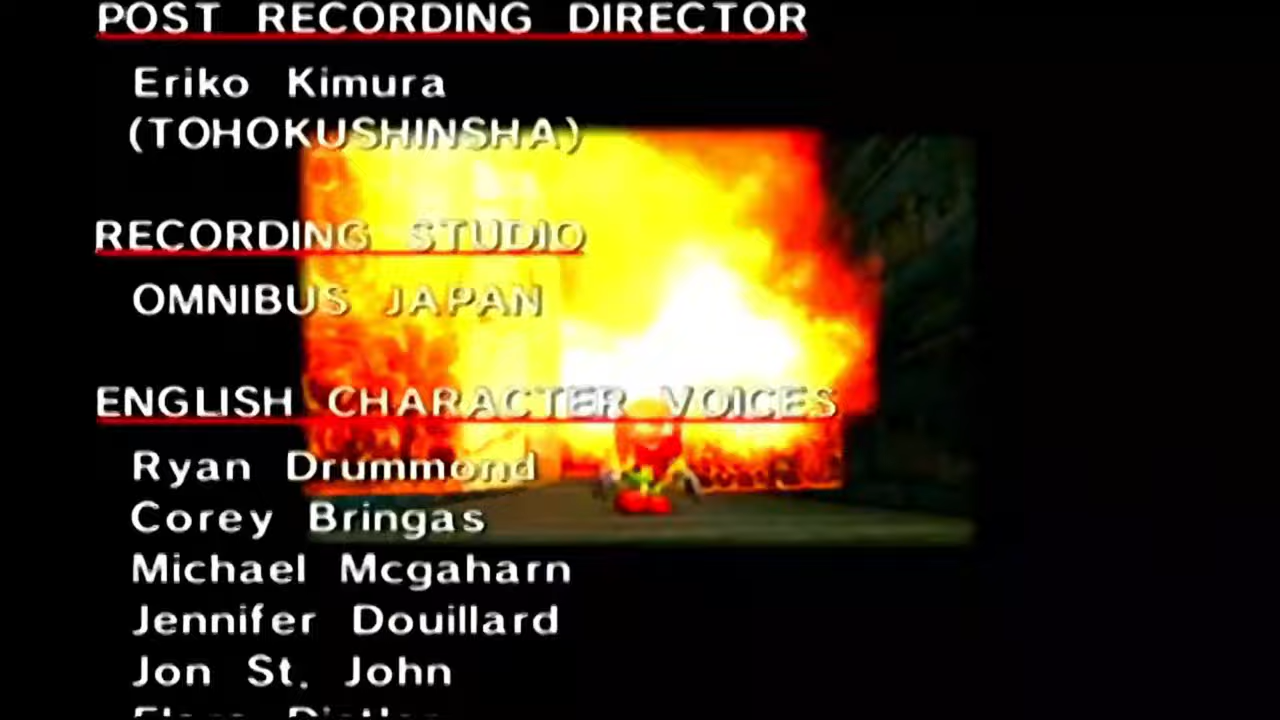 POST RECORDING DIRECTOR
Eriko Kimura
(TOHOKUSHINSHA)
RECORDING STUDIO
OMNIBUS JAPAN
ENGLISH CHARACTER VOICES
Ryan Drummond
Corey Bringas
Michael Mcgaharn
Jennifer Douillard
Jon St. John